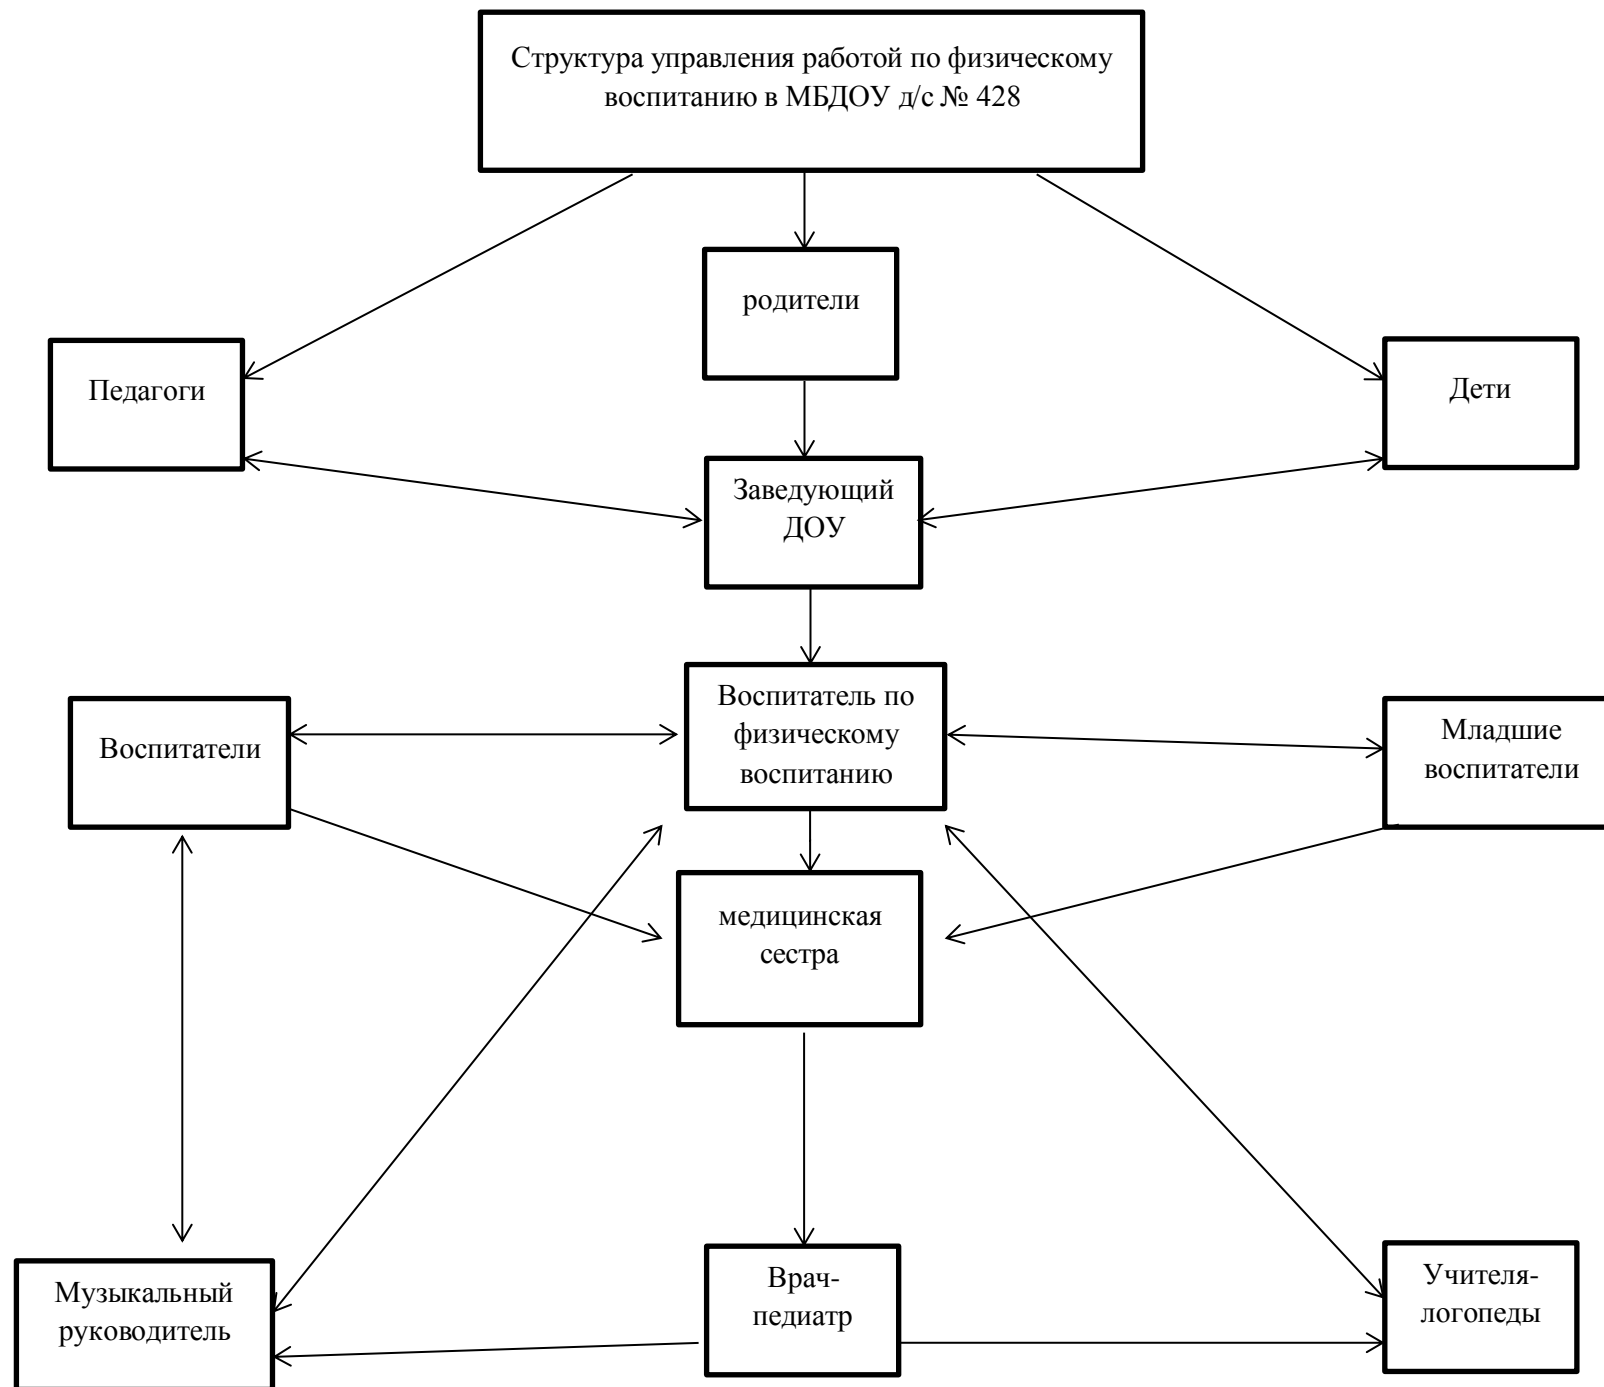 Структура управления работой по физическому
воспитанию в МБДОУ д/с № 428
родители
Педагоги
Дети
Заведующий
ДОУ
Воспитатели
Воспитатель по
физическому
воспитанию
Младшие
воспитатели
медицинская
сестра
Музыкальный
руководитель
Врач-
педиатр
Учителя-
логопеды